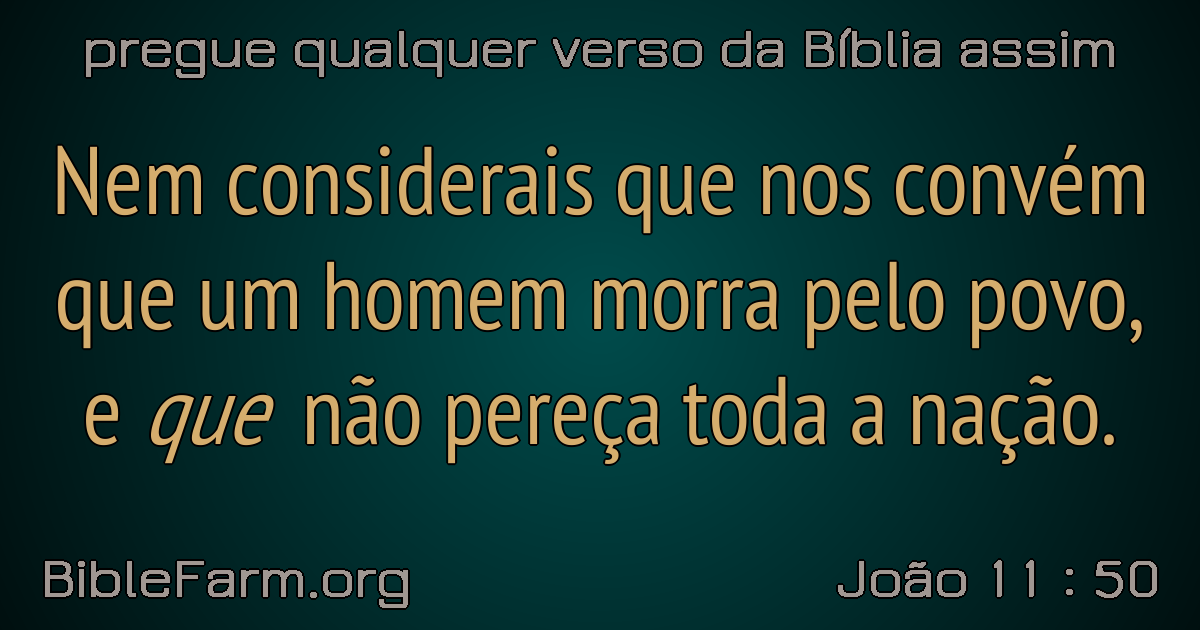 pregue qualquer verso da Bíblia assim
Nem considerais que nos convém
que um homem morra pelo povo,
e que não pereça toda a nação.
BibleFarm.org
João 11 : 50